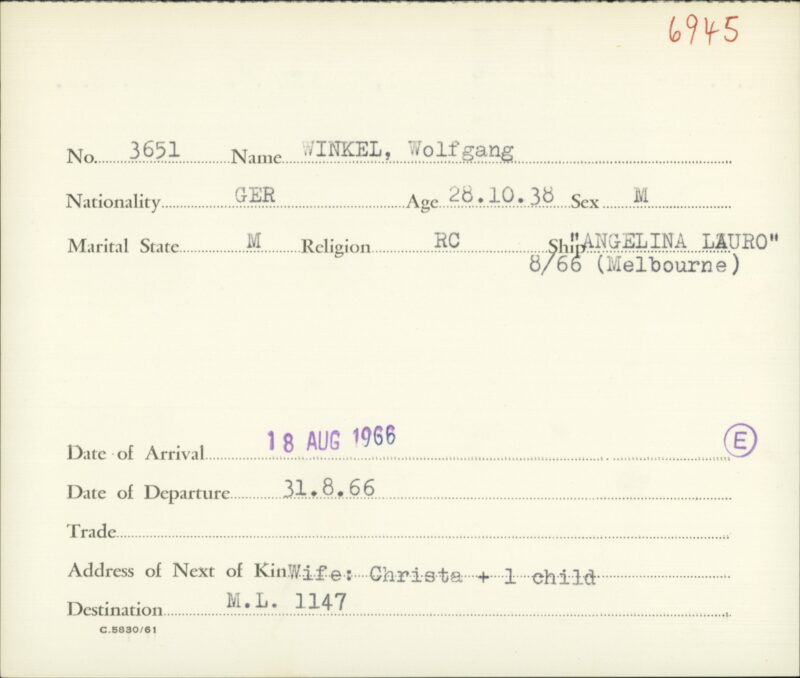 6945
No. 3651 Name WINKEL, Wolfgang
Nationality GER Age 28.10.38 Sex M
Marital State M Religion RC Ship "ANGELINA LAURO"
8/66 (Melbourne)
Date of Arrival 18 AUG 1966 E
Date of Departure 31.8.66
Trade
Address of Next of Kin Wife: Christa + 1 child
Destination M.L. 1147
C.5830/61